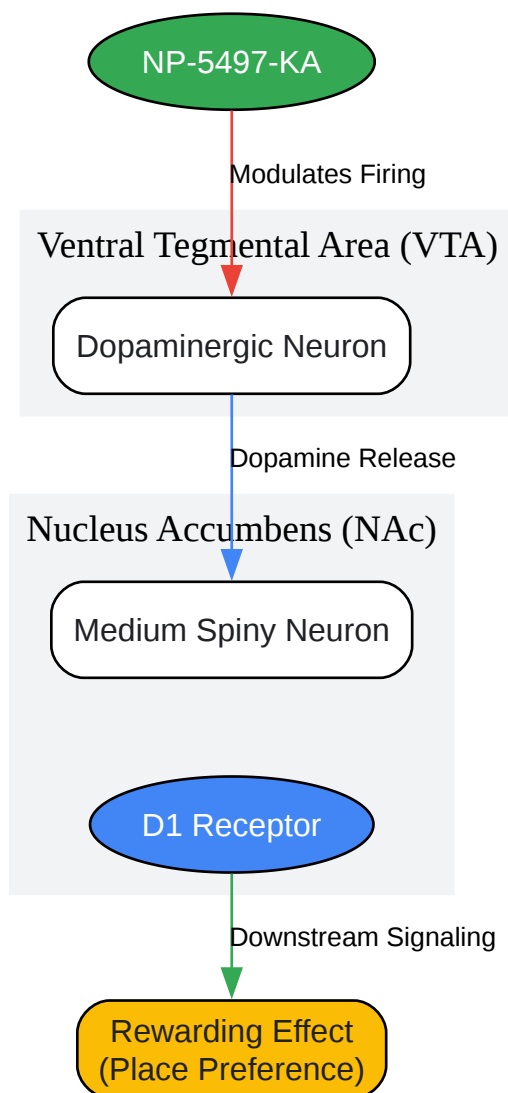 NP-5497-KA
Modulates Firing
Ventral Tegmental Area (VTA)
Dopaminergic Neuron
Dopamine Release
Nucleus Accumbens (NAc)
Medium Spiny Neuron
D1 Receptor
Downstream Signaling
Rewarding Effect
(Place Preference)